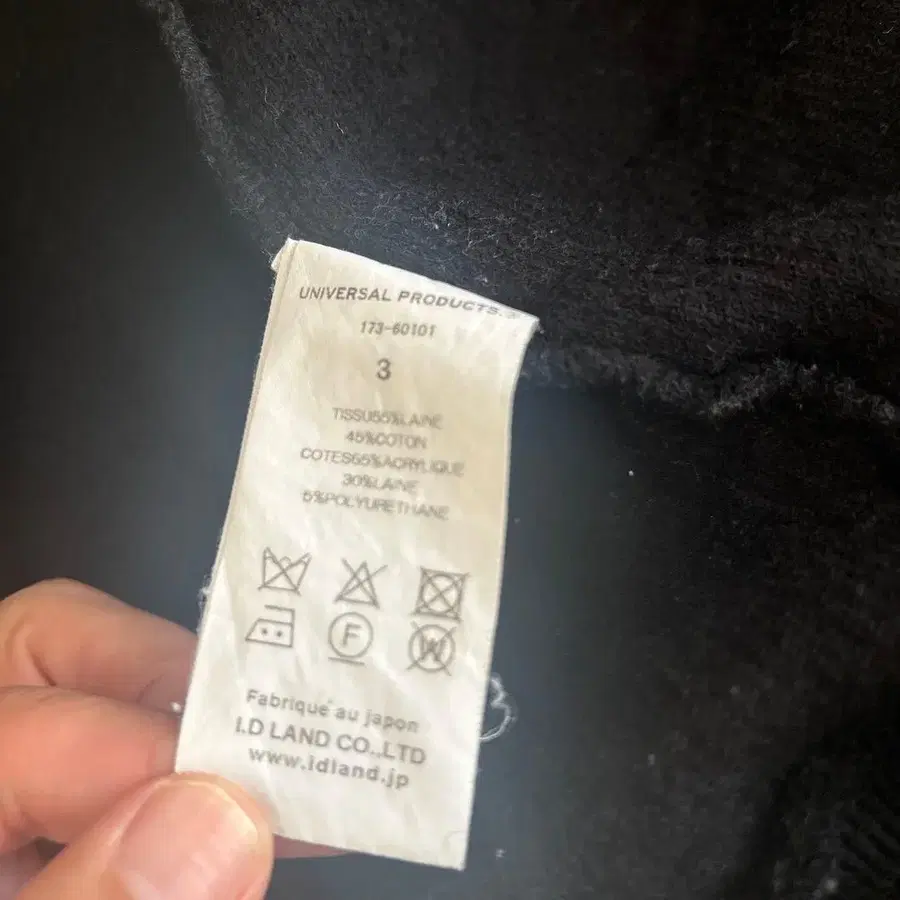 UNIVERSAL PRODUCTS.®
173-60101
3
TISSU55%LAINE
45%COTON
COTES65%ACRYLIQUE
30%LAINE
5%POLYURETHANE
F
W
Fabrique au japon
I.D LAND CO.,LTD
www.idland.jp